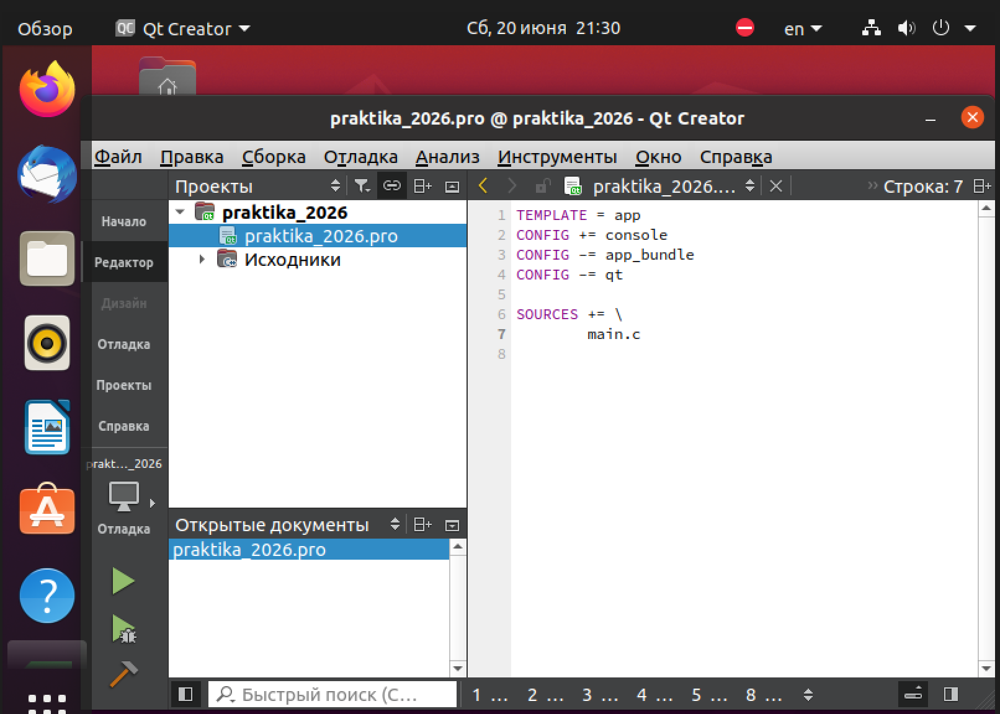 Обзор QC Qt Creator Сб, 20 июня 21:30 en
praktika_2026.pro @ praktika_2026 - Qt Creator
Файл Правка Сборка Отладка Анализ Инструменты Окно Справка
Проекты praktika_2026.... Строка: 7
Начало
Редактор
Дизайн
Отладка
Проекты
Справка
prakt..._2026
Отладка
praktika_2026
praktika_2026.pro
Исходники
1 TEMPLATE = app
2 CONFIG += console
3 CONFIG -= app_bundle
4 CONFIG -= qt
5
6 SOURCES += \
7 main.c
8
Открытые документы
praktika_2026.pro
Быстрый поиск (С... 1 ... 2 ... 3 ... 4 ... 5 ... 8 ...